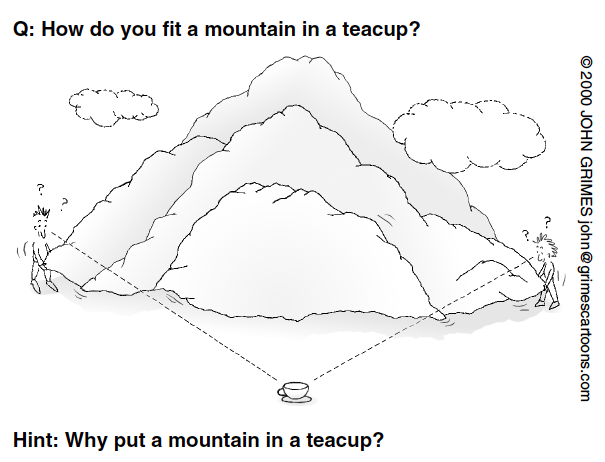 Q: How do you fit a mountain in a teacup?
© 2000 JOHN GRIMES john@grimescartoons.com
? ?
? ?
Hint: Why put a mountain in a teacup?